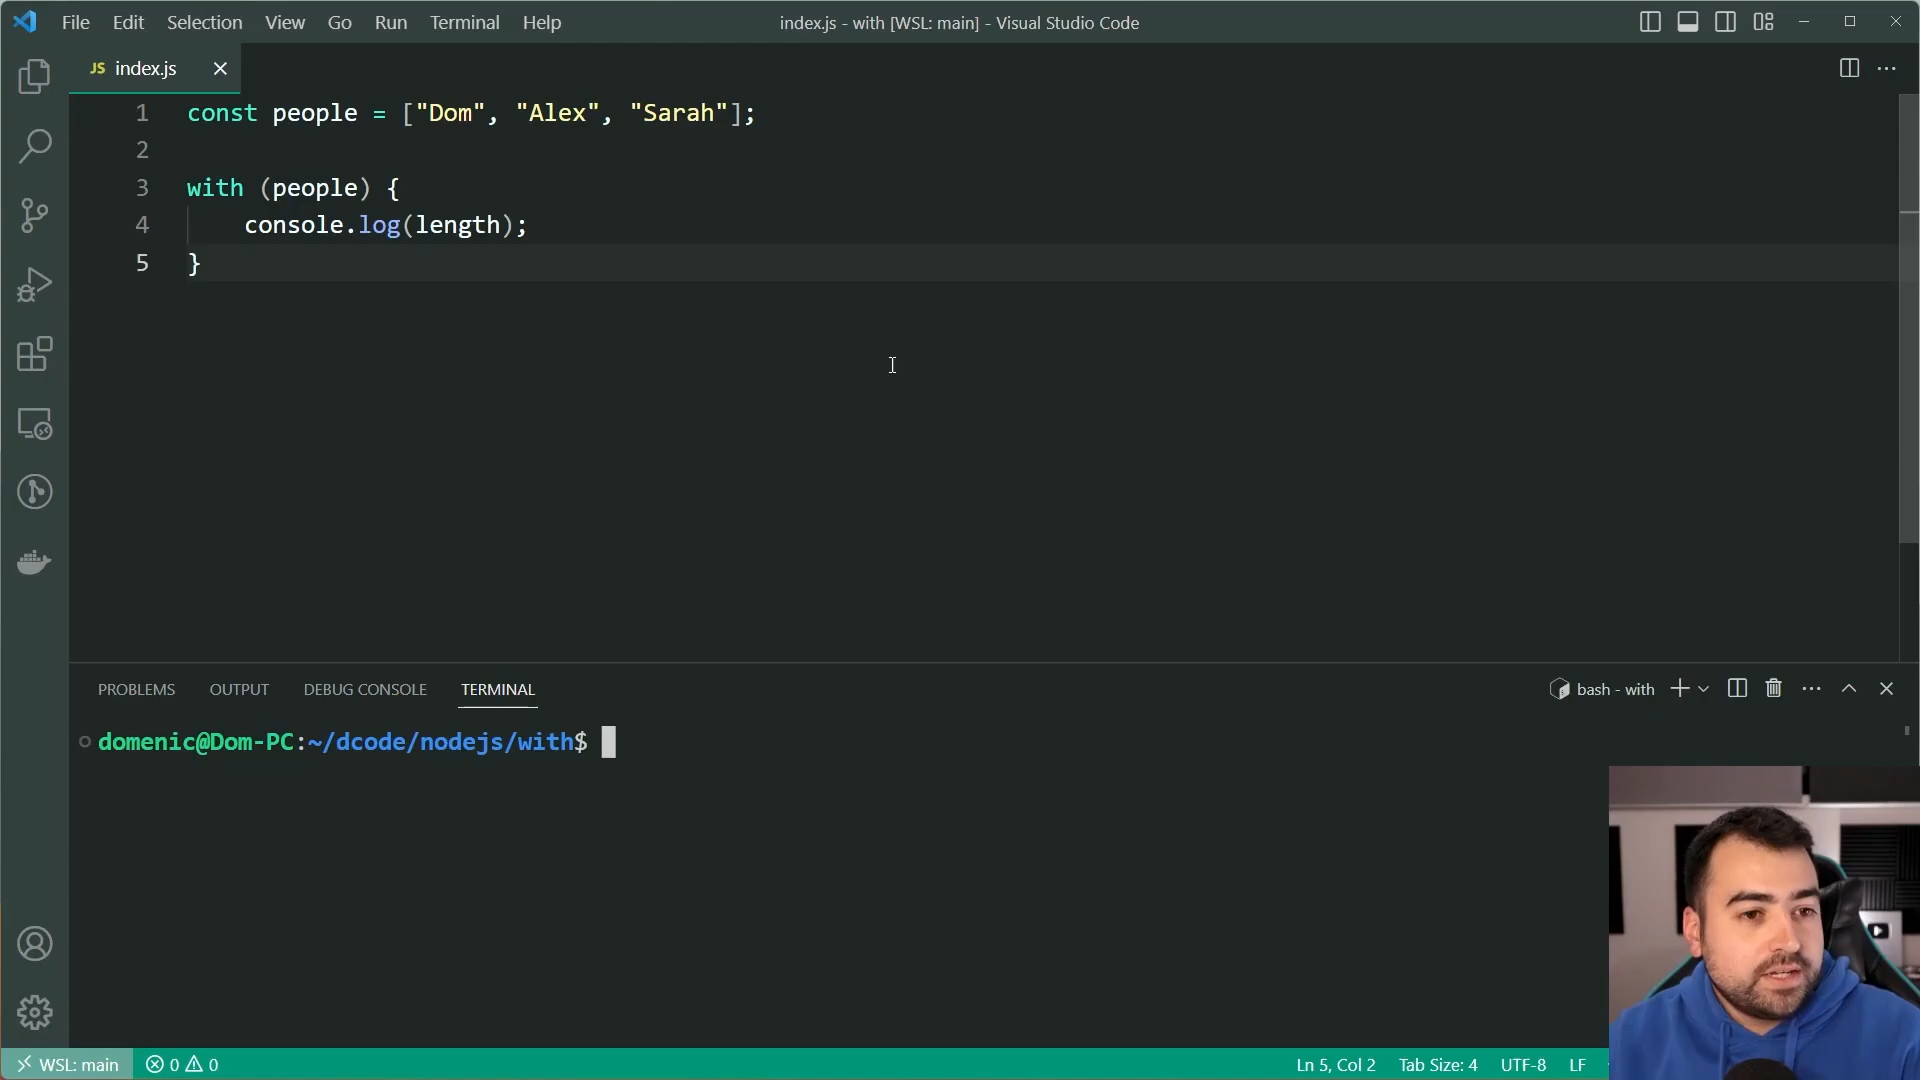 File Edit Selection View Go Run Terminal Help
index.js - with [WSL: main] - Visual Studio Code
JS index.js
1 const people = ["Dom", "Alex", "Sarah"];
2
3 with (people) {
4 console.log(length);
5 }
PROBLEMS OUTPUT DEBUG CONSOLE TERMINAL
bash - with
domenic@Dom-PC:~/dcode/nodejs/with$
WSL: main 0 0
Ln 5, Col 2 Tab Size: 4 UTF-8 LF